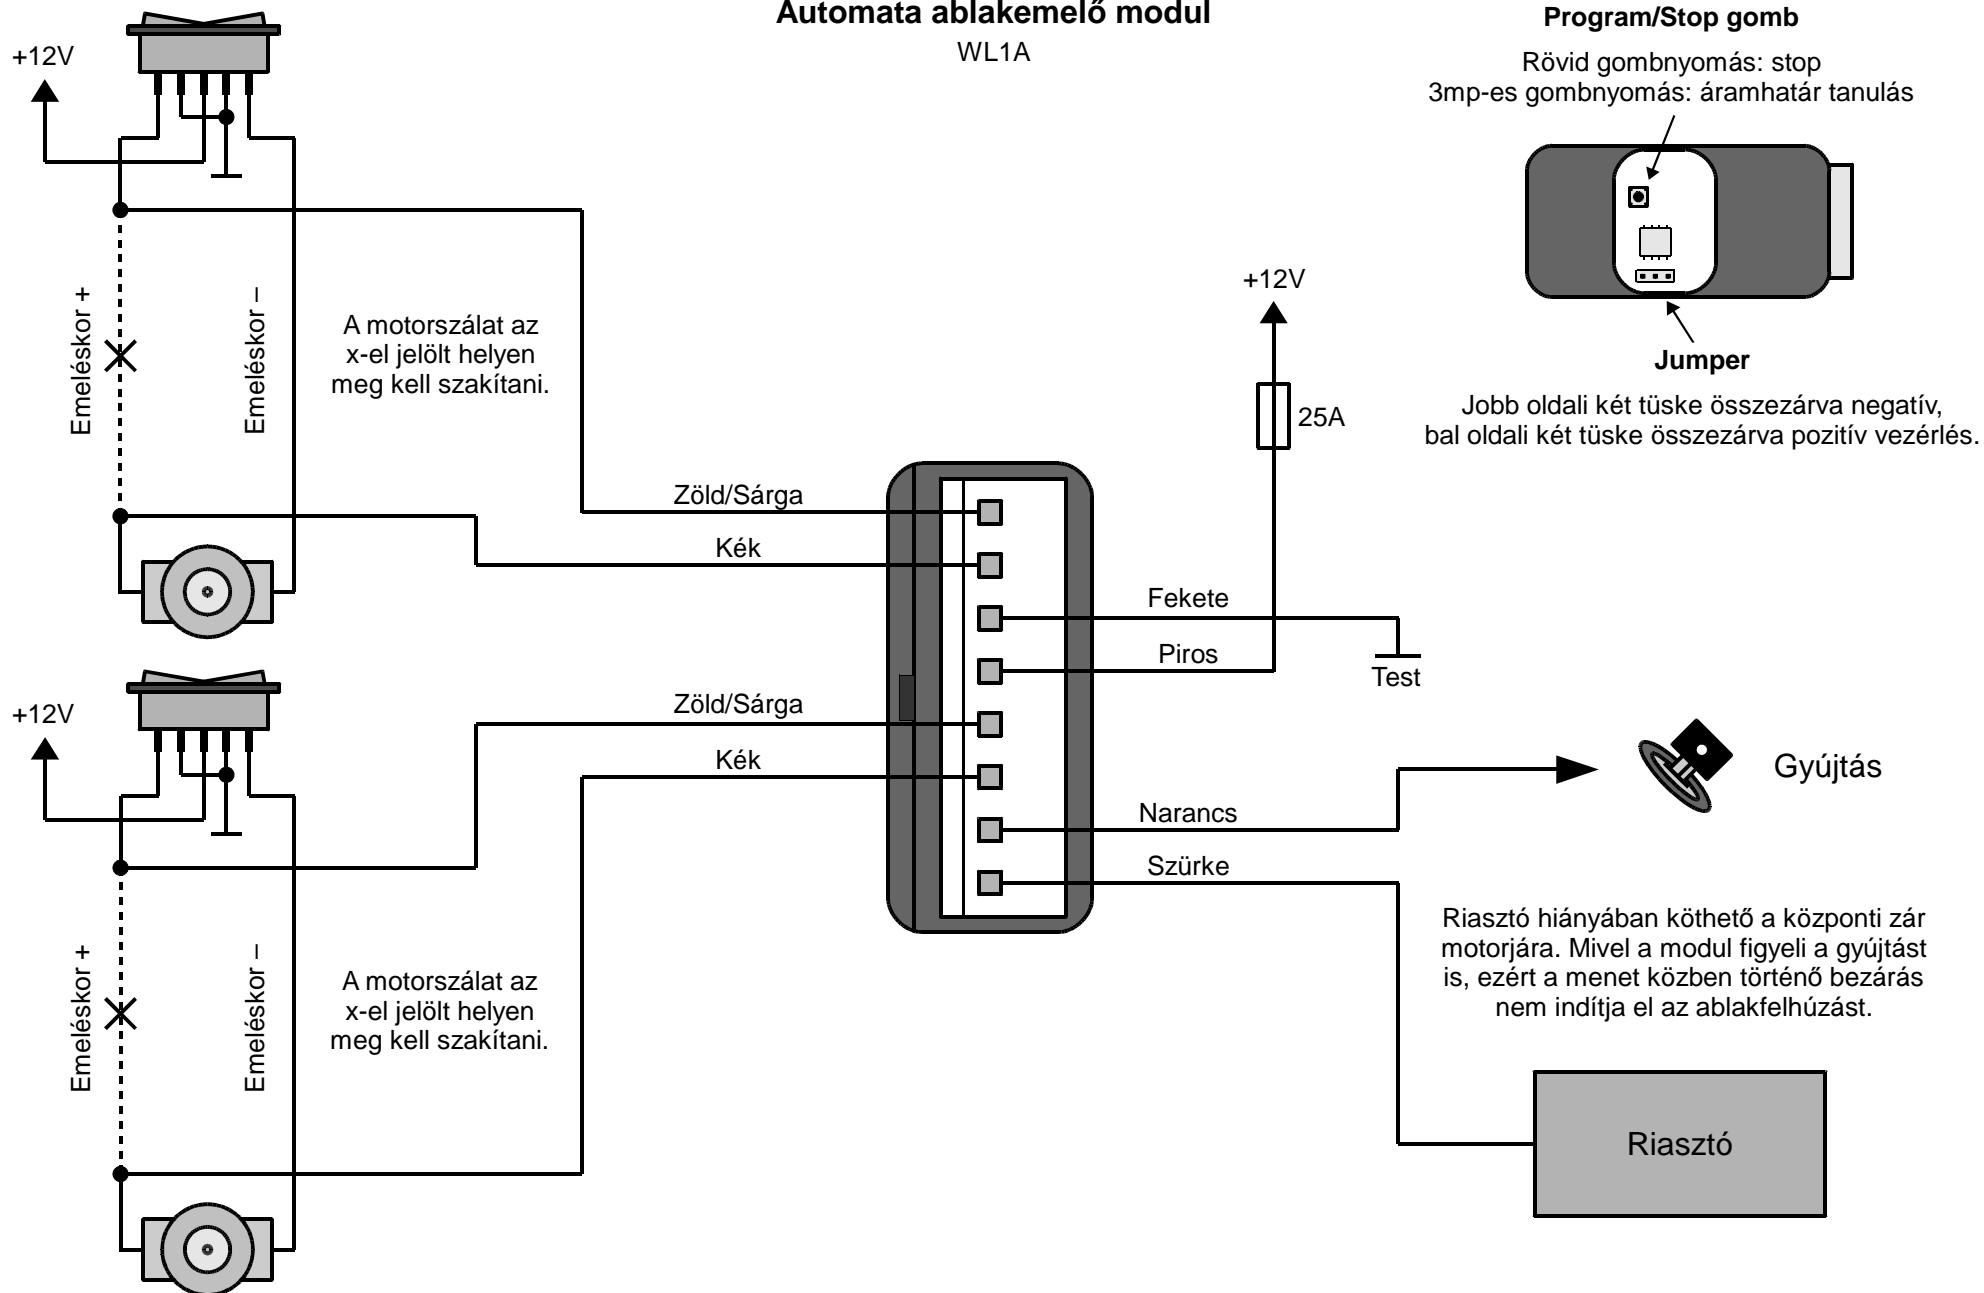 Automata ablakemelő modul
WL1A
Program/Stop gomb
Rövid gombnyomás: stop
3mp-es gombnyomás: áramhatár tanulás
Jumper
Jobb oldali két tüske összezárva negatív,
bal oldali két tüske összezárva pozitív vezérlés.
+12V
Emeléskor +
Emeléskor –
A motorszálat az
x-el jelölt helyen
meg kell szakítani.
+12V
25A
Zöld/Sárga
Kék
Fekete
Piros
Test
+12V
Zöld/Sárga
Kék
Narancs
Szürke
Gyújtás
Emeléskor +
Emeléskor –
A motorszálat az
x-el jelölt helyen
meg kell szakítani.
Riasztó hiányában köthető a központi zár
motorjára. Mivel a modul figyeli a gyújtást
is, ezért a menet közben történő bezárás
nem indítja el az ablakfelhúzást.
Riasztó